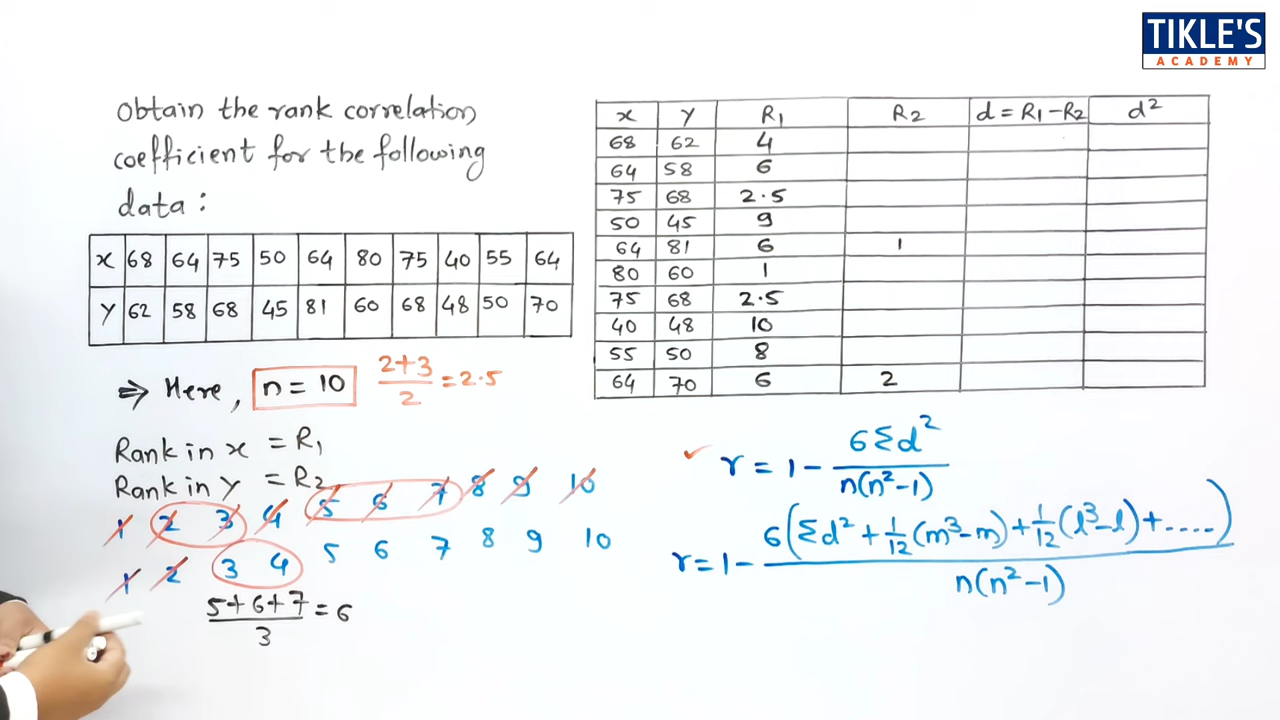 TIKLE'S
ACADEMY
Obtain the rank correlation
coefficient for the following
data :
x 68 64 75 50 64 80 75 40 55 64
Y 62 58 68 45 81 60 68 48 50 70
⇒ Here, n = 10 (2+3)/2 = 2.5
Rank in x = R₁
Rank in y = R₂
1 2 3 4 5 6 7 8 9 10
1 2 3 4 5 6 7 8 9 10
(5+6+7)/3 = 6
x Y R₁ R₂ d = R₁-R₂ d²
68 62 4
64 58 6
75 68 2.5
50 45 9
64 81 6 1
80 60 1
75 68 2.5
40 48 10
55 50 8
64 70 6 2
✓ r = 1 - 6Σd² / n(n²-1)
r = 1 - 6(Σd² + 1/12(m³-m) + 1/12(l³-l) + .....) / n(n²-1)